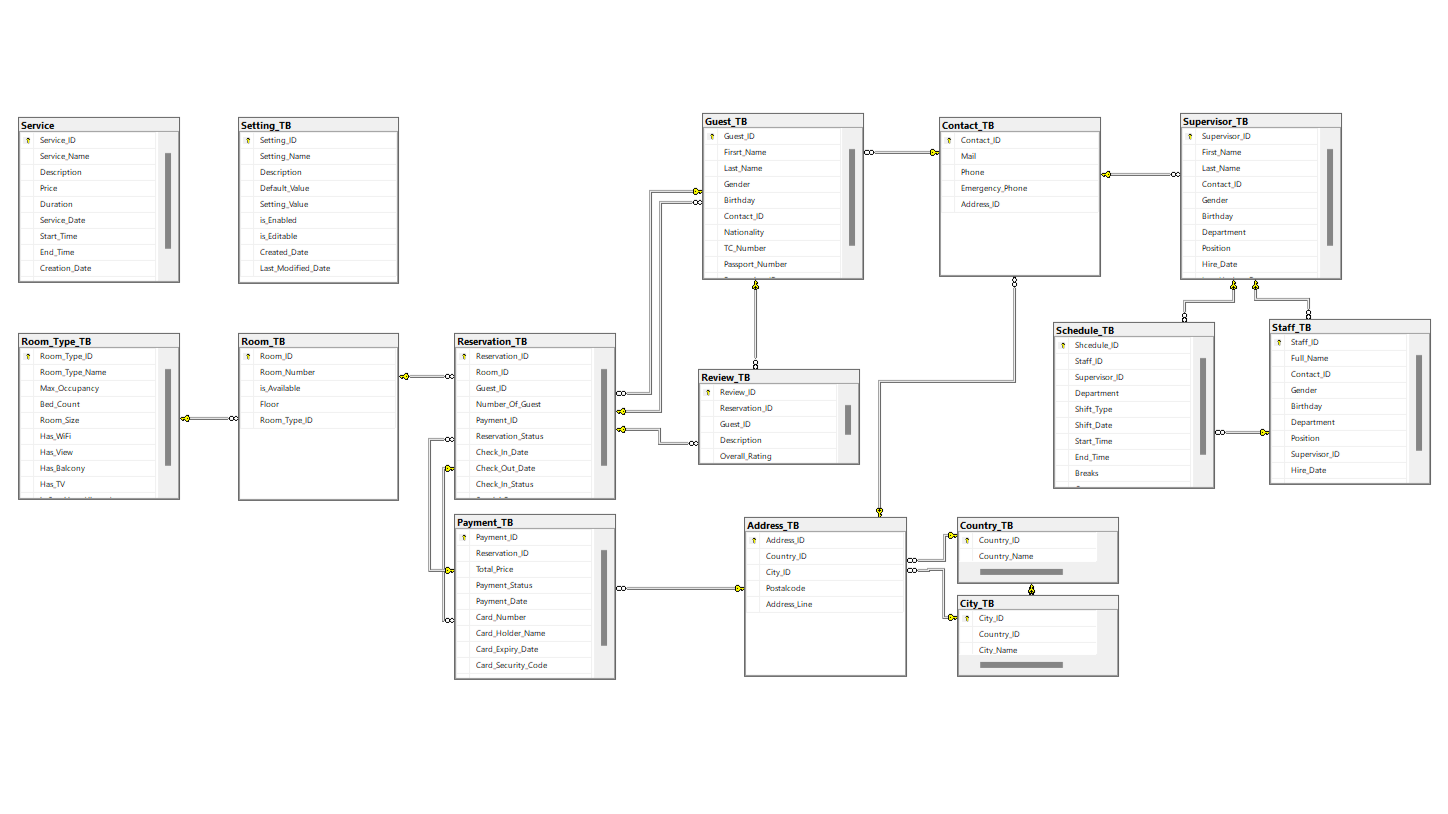 Service
Service_ID
Service_Name
Description
Price
Duration
Service_Date
Start_Time
End_Time
Creation_Date
Setting_TB
Setting_ID
Setting_Name
Description
Default_Value
Setting_Value
is_Enabled
is_Editable
Created_Date
Last_Modified_Date
Guest_TB
Guest_ID
Firsrt_Name
Last_Name
Gender
Birthday
Contact_ID
Nationality
TC_Number
Passport_Number
Contact_TB
Contact_ID
Mail
Phone
Emergency_Phone
Address_ID
Supervisor_TB
Supervisor_ID
First_Name
Last_Name
Contact_ID
Gender
Birthday
Department
Position
Hire_Date
Room_Type_TB
Room_Type_ID
Room_Type_Name
Max_Occupancy
Bed_Count
Room_Size
Has_WiFi
Has_View
Has_Balcony
Has_TV
Room_TB
Room_ID
Room_Number
is_Available
Floor
Room_Type_ID
Reservation_TB
Reservation_ID
Room_ID
Guest_ID
Number_Of_Guest
Payment_ID
Reservation_Status
Check_In_Date
Check_Out_Date
Check_In_Status
Review_TB
Review_ID
Reservation_ID
Guest_ID
Description
Overall_Rating
Schedule_TB
Shcedule_ID
Staff_ID
Supervisor_ID
Department
Shift_Type
Shift_Date
Start_Time
End_Time
Breaks
Staff_TB
Staff_ID
Full_Name
Contact_ID
Gender
Birthday
Department
Position
Supervisor_ID
Hire_Date
Payment_TB
Payment_ID
Reservation_ID
Total_Price
Payment_Status
Payment_Date
Card_Number
Card_Holder_Name
Card_Expiry_Date
Card_Security_Code
Address_TB
Address_ID
Country_ID
City_ID
Postalcode
Address_Line
Country_TB
Country_ID
Country_Name
City_TB
City_ID
Country_ID
City_Name